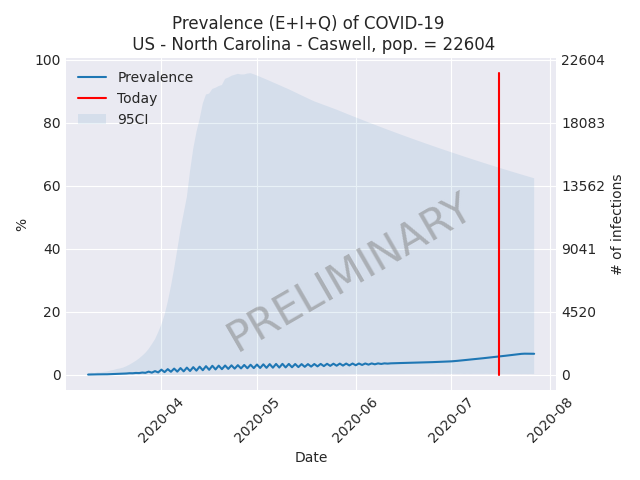 Prevalence (E+I+Q) of COVID-19
US - North Carolina - Caswell, pop. = 22604
100
80
60
40
20
0
%
Prevalence
Today
95CI
PRELIMINARY
22604
18083
13562
9041
4520
0
# of infections
2020-04
2020-05
2020-06
2020-07
2020-08
Date